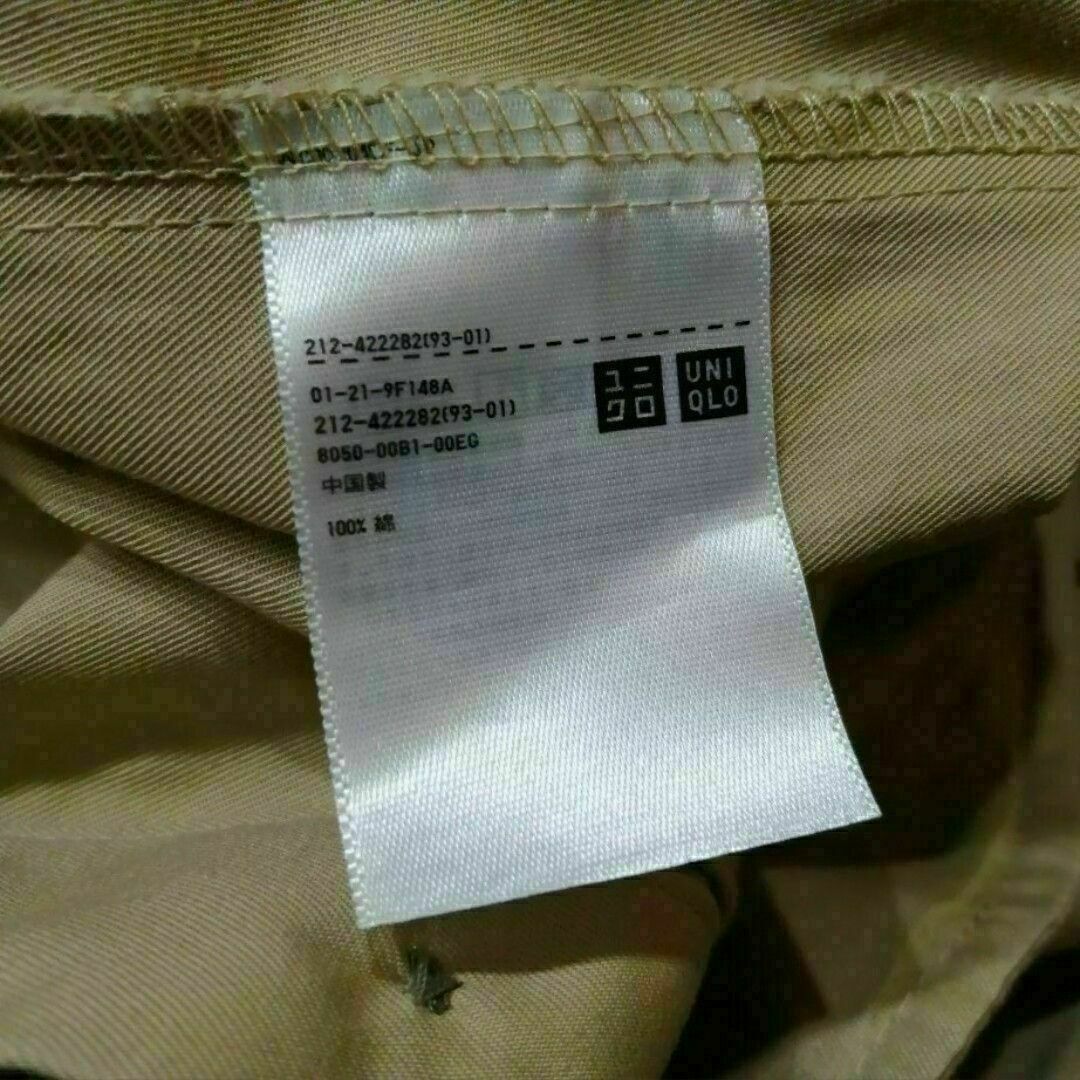 212-422282(93-01)
01-21-9F148A
212-422282(93-01)
8050-00B1-00EG
中国製
100% 綿
ユニ
クロ
UNI
QLO